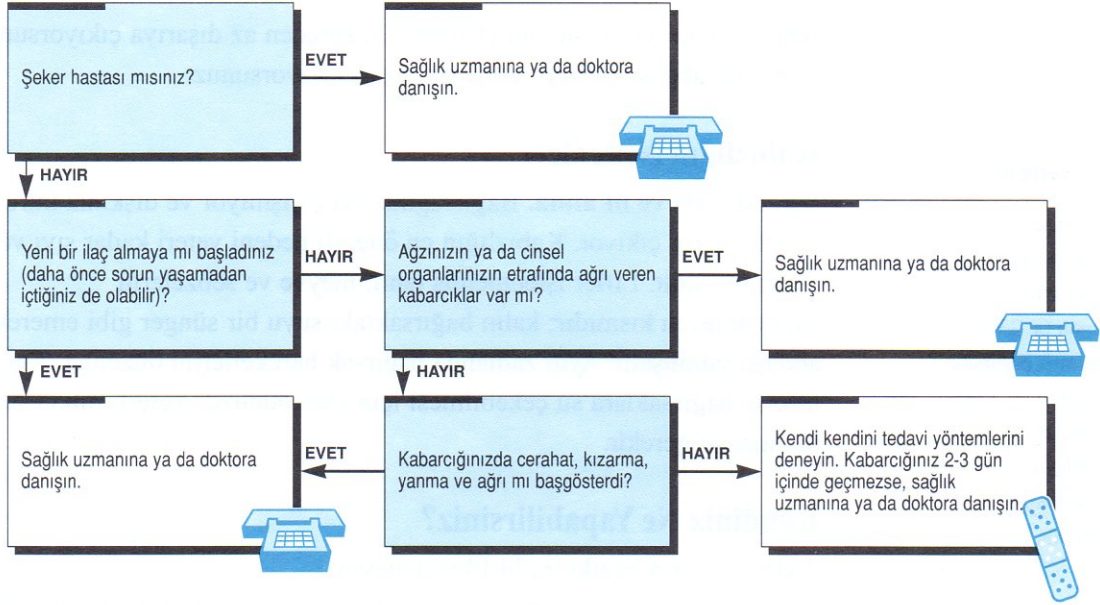 Şeker hastası mısınız?
EVET
Sağlık uzmanına ya da doktora
danışın.
HAYIR
Yeni bir ilaç almaya mı başladınız
(daha önce sorun yaşamadan
içtiğiniz de olabilir)?
HAYIR
Ağzınızın ya da cinsel
organlarınızın etrafında ağrı veren
kabarcıklar var mı?
EVET
Sağlık uzmanına ya da doktora
danışın.
EVET
HAYIR
Sağlık uzmanına ya da doktora
danışın.
EVET
Kabarcığınızda cerahat, kızarma,
yanma ve ağrı mı başgösterdi?
HAYIR
Kendi kendini tedavi yöntemlerini
deneyin. Kabarcığınız 2-3 gün
içinde geçmezse, sağlık
uzmanına ya da doktora danışın.